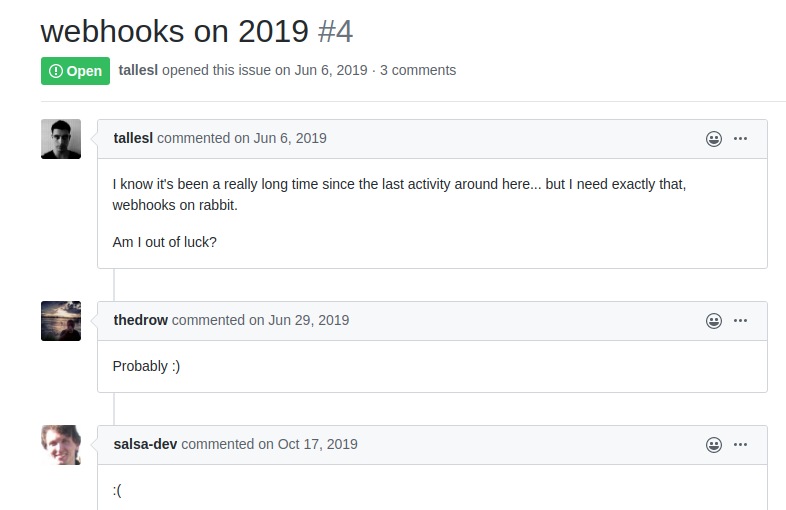 webhooks on 2019 #4
Open tallesl opened this issue on Jun 6, 2019 · 3 comments
tallesl commented on Jun 6, 2019
I know it's been a really long time since the last activity around here... but I need exactly that,
webhooks on rabbit.
Am I out of luck?
thedrow commented on Jun 29, 2019
Probably :)
salsa-dev commented on Oct 17, 2019
:(